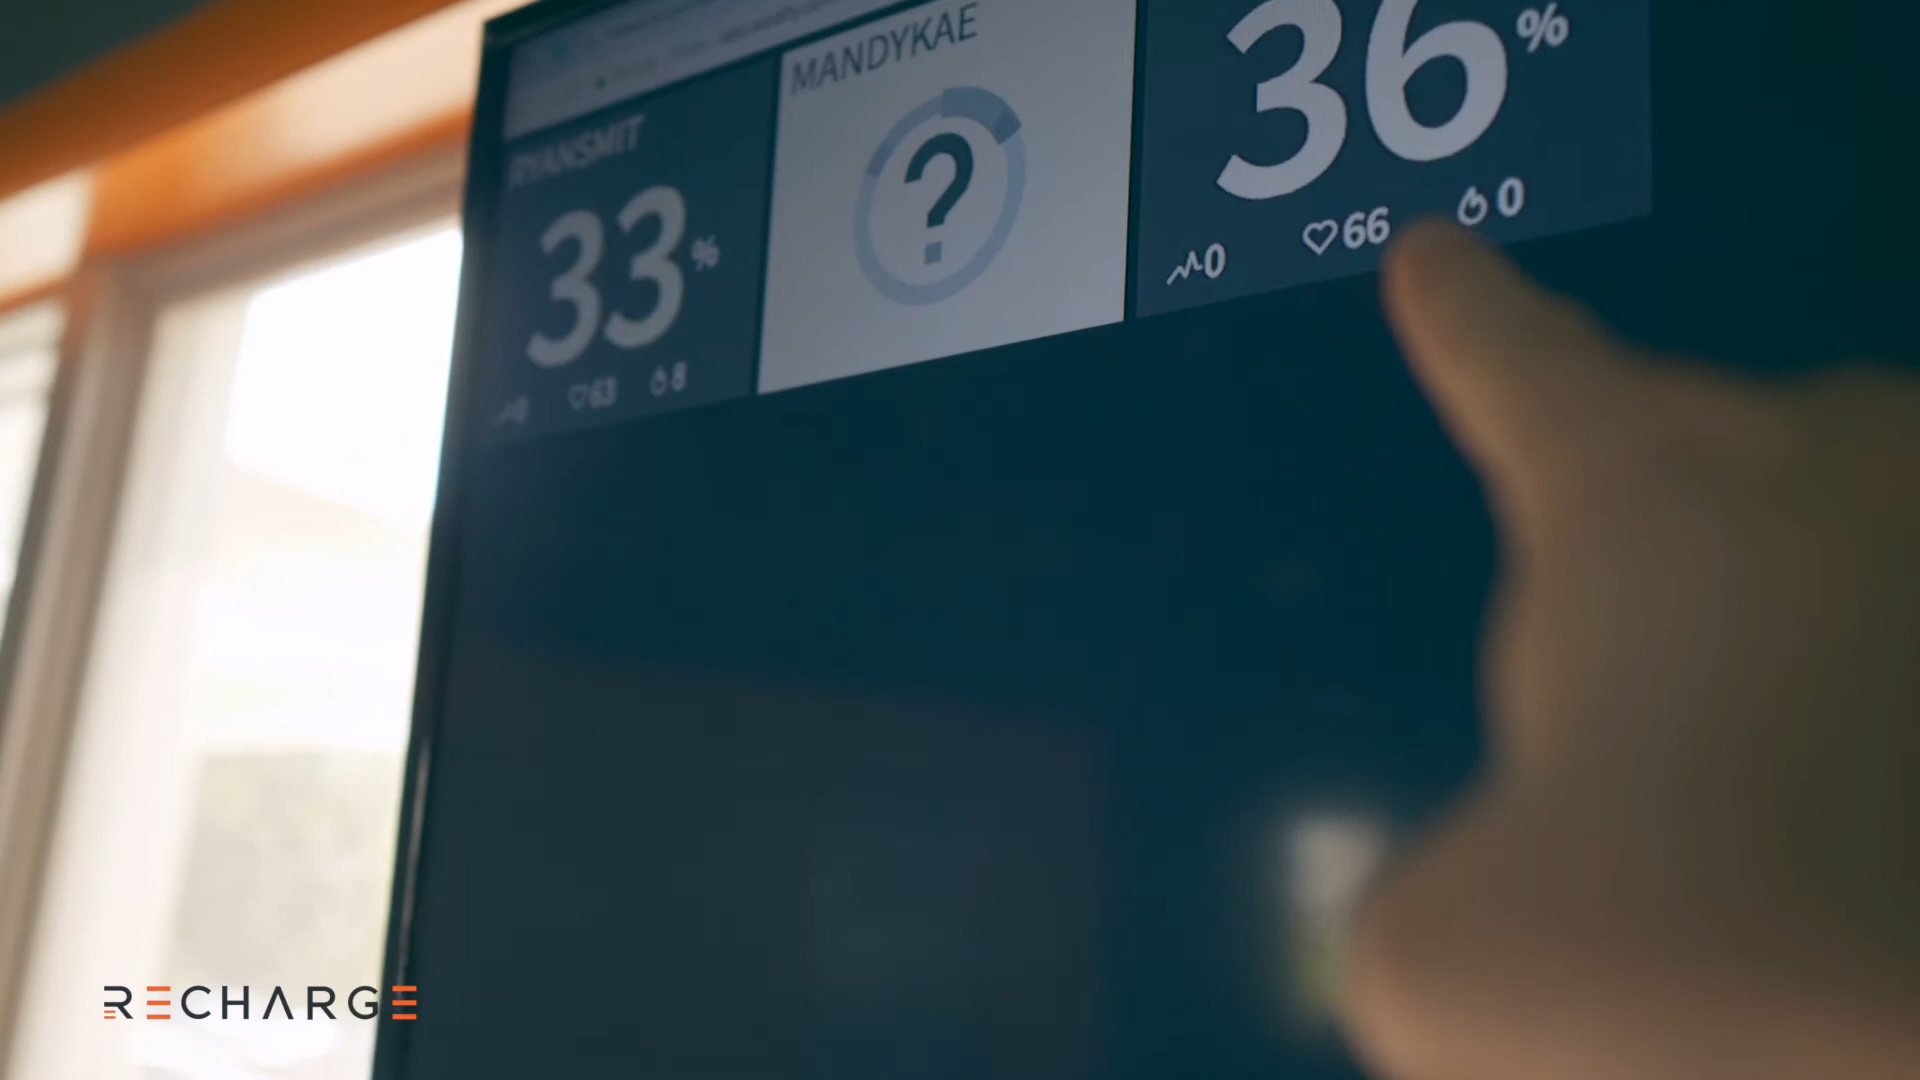 RYANSMIT
33%
0 63 8
MANDYKAE
?
36%
0 66 0
RECHARGE